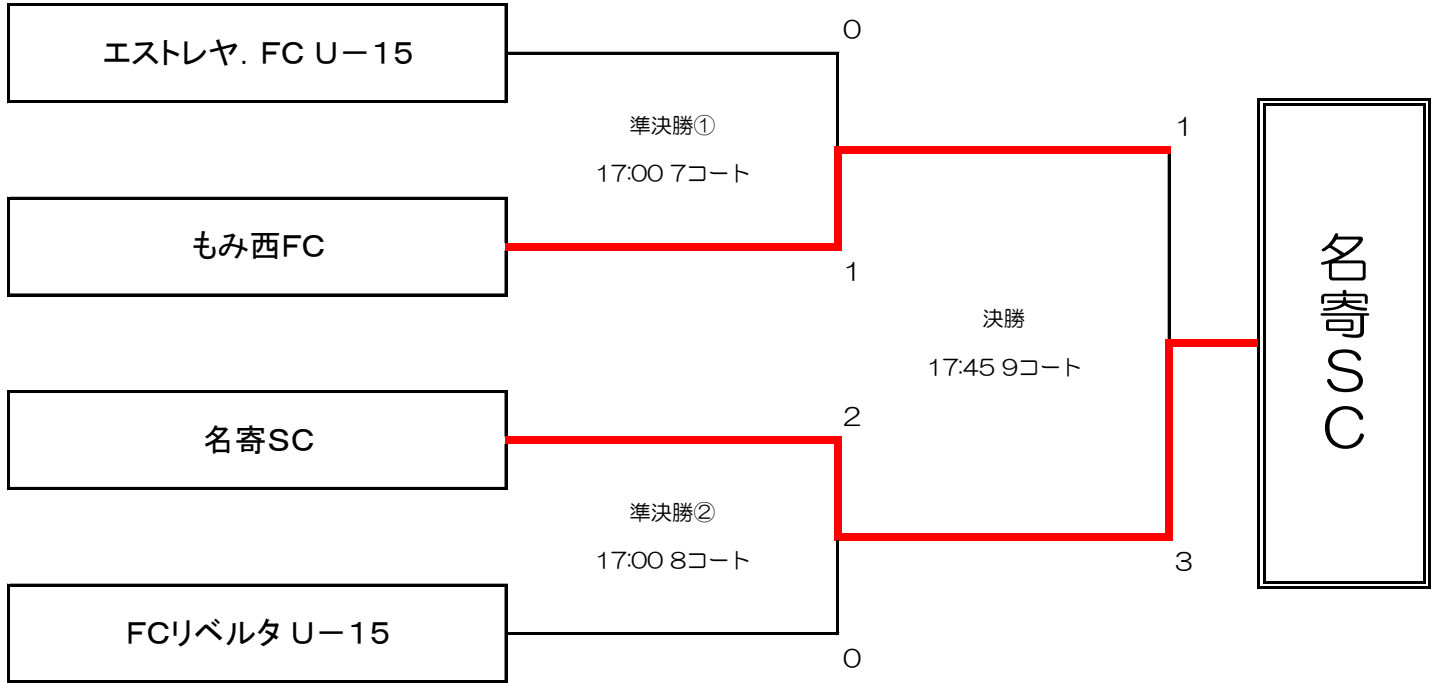 エストレヤ．FC U－15
0
準決勝①
17:00 7コート
もみ西FC
1
1
決勝
17:45 9コート
名寄SC
2
準決勝②
17:00 8コート
3
FCリベルタ U－15
0
名寄SC